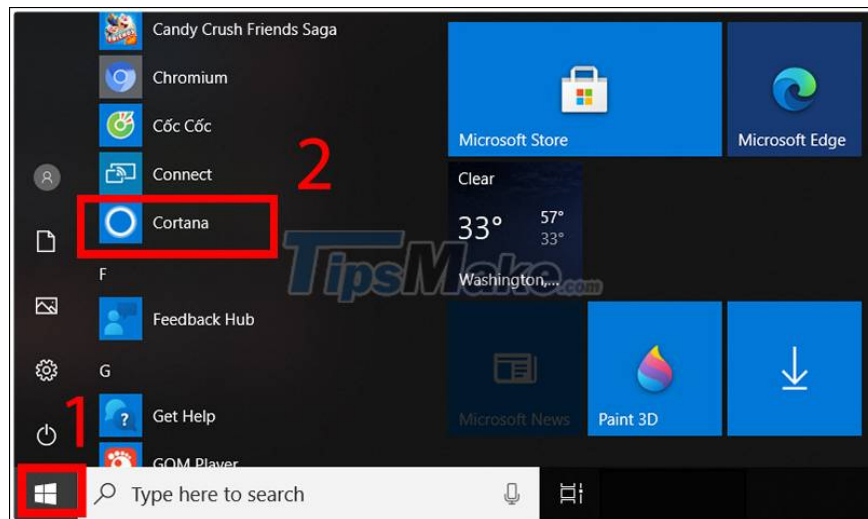 Candy Crush Friends Saga
Chromium
Cốc Cốc
Connect
2
Cortana
F
Feedback Hub
G
1
Get Help
GOM Player
Type here to search
Microsoft Store
Microsoft Edge
Clear
33°
57°
33°
Washington,...
TipsMake.com
Microsoft News
Paint 3D